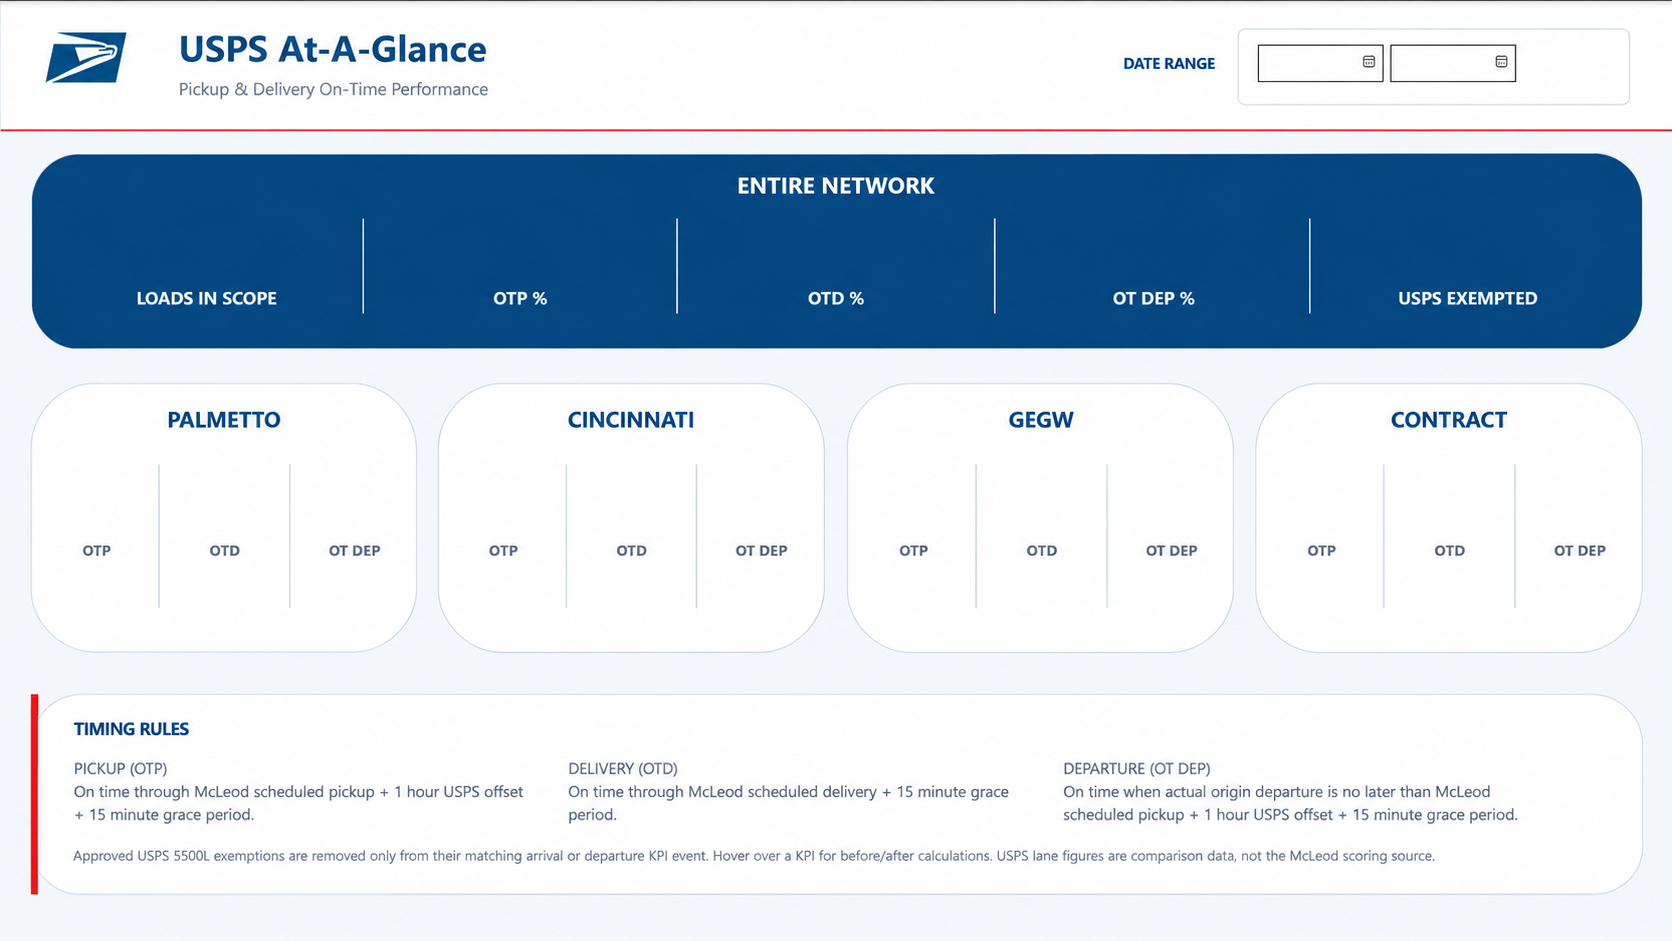 USPS At-A-Glance
Pickup & Delivery On-Time Performance
DATE RANGE
ENTIRE NETWORK
LOADS IN SCOPE
OTP %
OTD %
OT DEP %
USPS EXEMPTED
PALMETTO
OTP
OTD
OT DEP
CINCINNATI
OTP
OTD
OT DEP
GEGW
OTP
OTD
OT DEP
CONTRACT
OTP
OTD
OT DEP
TIMING RULES
PICKUP (OTP)
On time through McLeod scheduled pickup + 1 hour USPS offset
+ 15 minute grace period.
DELIVERY (OTD)
On time through McLeod scheduled delivery + 15 minute grace
period.
DEPARTURE (OT DEP)
On time when actual origin departure is no later than McLeod
scheduled pickup + 1 hour USPS offset + 15 minute grace period.
Approved USPS 5500L exemptions are removed only from their matching arrival or departure KPI event. Hover over a KPI for before/after calculations. USPS lane figures are comparison data, not the McLeod scoring source.